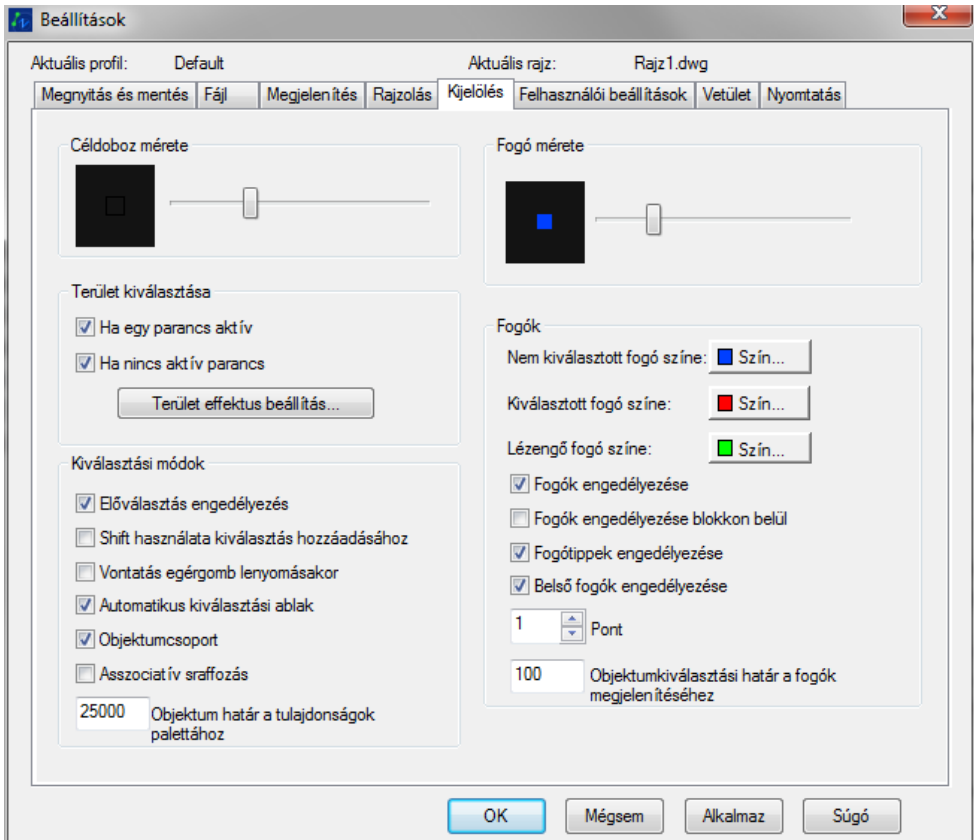 Beállítások
Aktuális profil: Default Aktuális rajz: Rajz1.dwg
Megnyitás és mentés Fájl Megjelenítés Rajzolás Kijelölés Felhasználói beállítások Vetület Nyomtatás
Céldoboz mérete
Terület kiválasztása
Ha egy parancs aktív
Ha nincs aktív parancs
Terület effektus beállítás...
Kiválasztási módok
Előválasztás engedélyezés
Shift használata kiválasztás hozzáadásához
Vontatás egérgomb lenyomásakor
Automatikus kiválasztási ablak
Objektumcsoport
Asszociatív sraffozás
25000 Objektum határ a tulajdonságok
palettához
Fogó mérete
Fogók
Nem kiválasztott fogó színe: Szín...
Kiválasztott fogó színe: Szín...
Lézengő fogó színe: Szín...
Fogók engedélyezése
Fogók engedélyezése blokkon belül
Fogótippek engedélyezése
Belső fogók engedélyezése
1 Pont
100 Objektumkiválasztási határ a fogók
megjelenítéséhez
OK Mégsem Alkalmaz Súgó